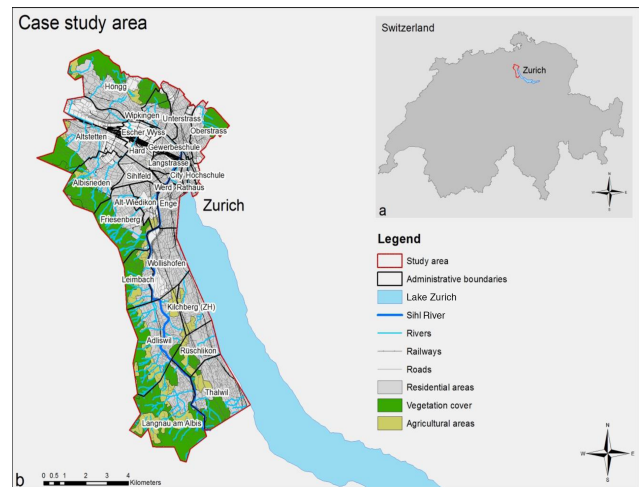 Case study area
Höngg
Wipkingen
Unterstrass
Oberstrass
Escher Wyss
Altstetten
Gewerbeschule
Hard
Langstrasse
Sihlfeld
City
Hochschule
Albisrieden
Werd
Rathaus
Alt-Wiedikon
Enge
Zurich
Friesenberg
Wollishofen
Leimbach
Kilchberg (ZH)
Adliswil
Rüschlikon
Thalwil
Langnau am Albis
b
0 0.5 1 2 3 4
Kilometers
Switzerland
Zurich
a
N
W E
S
Legend
Study area
Administrative boundaries
Lake Zurich
Sihl River
Rivers
Railways
Roads
Residential areas
Vegetation cover
Agricultural areas
N
W E
S